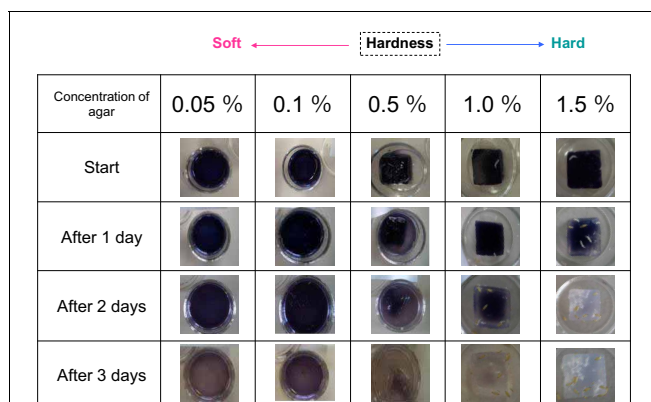 Soft Hardness Hard
Concentration of
agar
0.05 % 0.1 % 0.5 % 1.0 % 1.5 %
Start
After 1 day
After 2 days
After 3 days